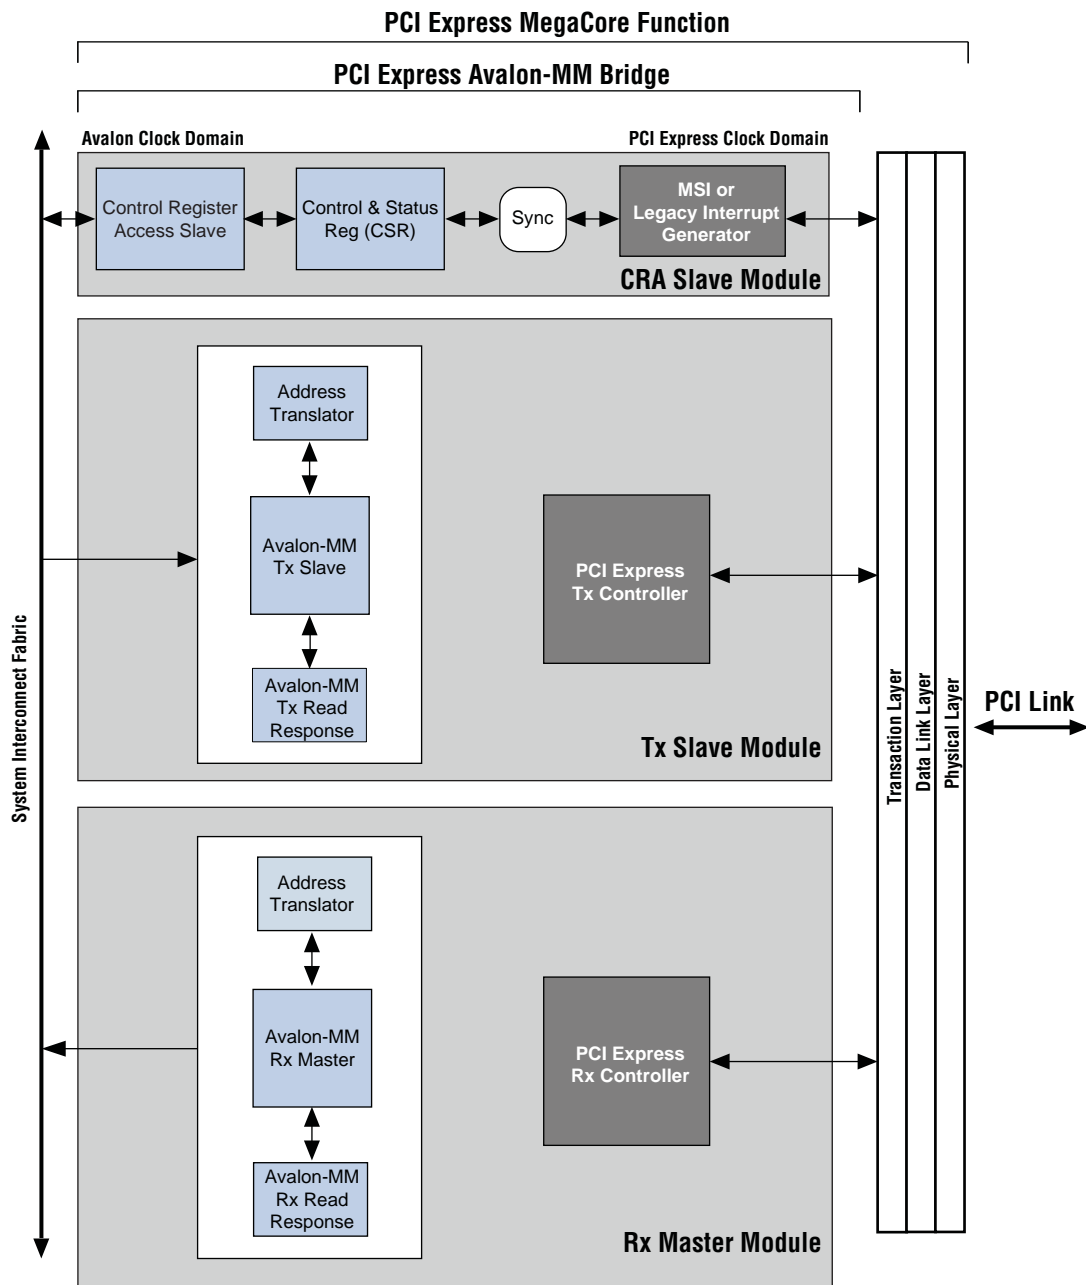 PCI Express MegaCore Function
PCI Express Avalon-MM Bridge
Avalon Clock Domain
PCI Express Clock Domain
Control Register
Access Slave
Control & Status
Reg (CSR)
Sync
MSI or
Legacy Interrupt
Generator
CRA Slave Module
Address
Translator
Avalon-MM
Tx Slave
Avalon-MM
Tx Read
Response
PCI Express
Tx Controller
Tx Slave Module
System Interconnect Fabric
Transaction Layer
Data Link Layer
Physical Layer
PCI Link
Address
Translator
Avalon-MM
Rx Master
Avalon-MM
Rx Read
Response
PCI Express
Rx Controller
Rx Master Module